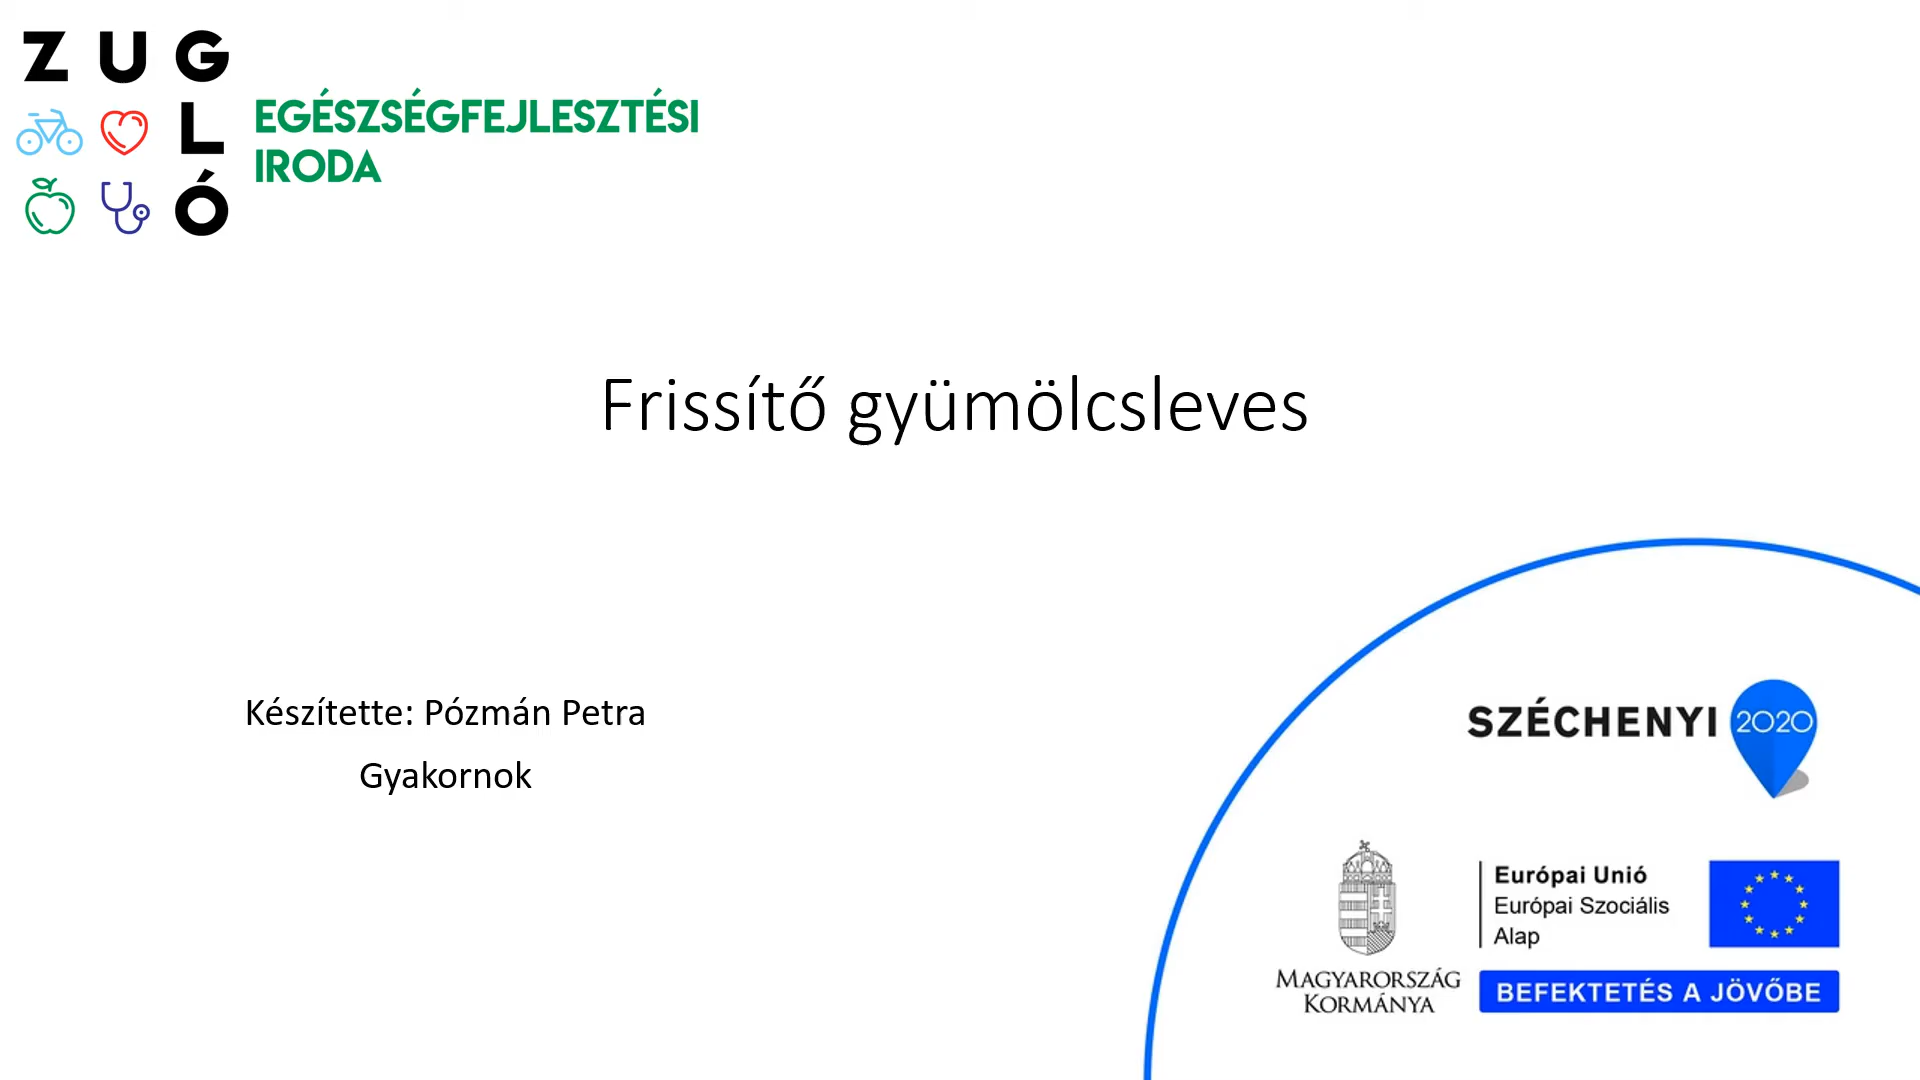 ZUG
L
Ó
EGÉSZSÉGFEJLESZTÉSI
IRODA
Frissítő gyümölcsleves
Készítette: Pózmán Petra
Gyakornok
SZÉCHENYI 2020
Európai Unió
Európai Szociális
Alap
MAGYARORSZÁG
KORMÁNYA
BEFEKTETÉS A JÖVŐBE